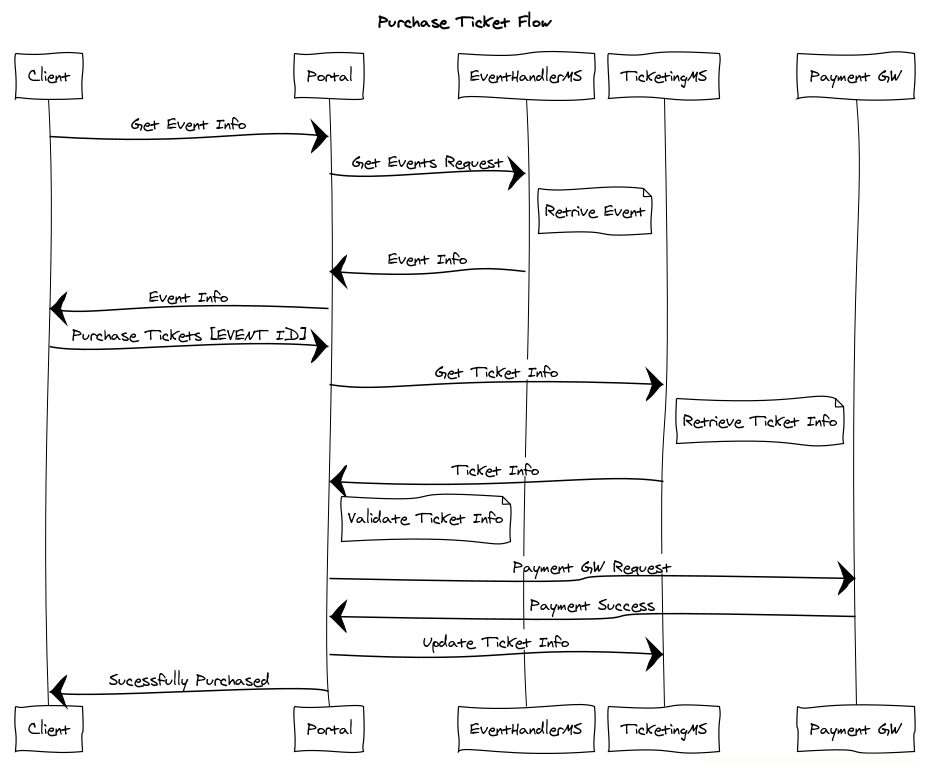 Purchase Ticket Flow
Client
Portal
EventHandlerMS
TicketingMS
Payment GW
Get Event Info
Get Events Request
Retrive Event
Event Info
Event Info
Purchase Tickets [EVENT ID]
Get Ticket Info
Retrieve Ticket Info
Ticket Info
Validate Ticket Info
Payment GW Request
Payment Success
Update Ticket Info
Sucessfully Purchased
Client
Portal
EventHandlerMS
TicketingMS
Payment GW